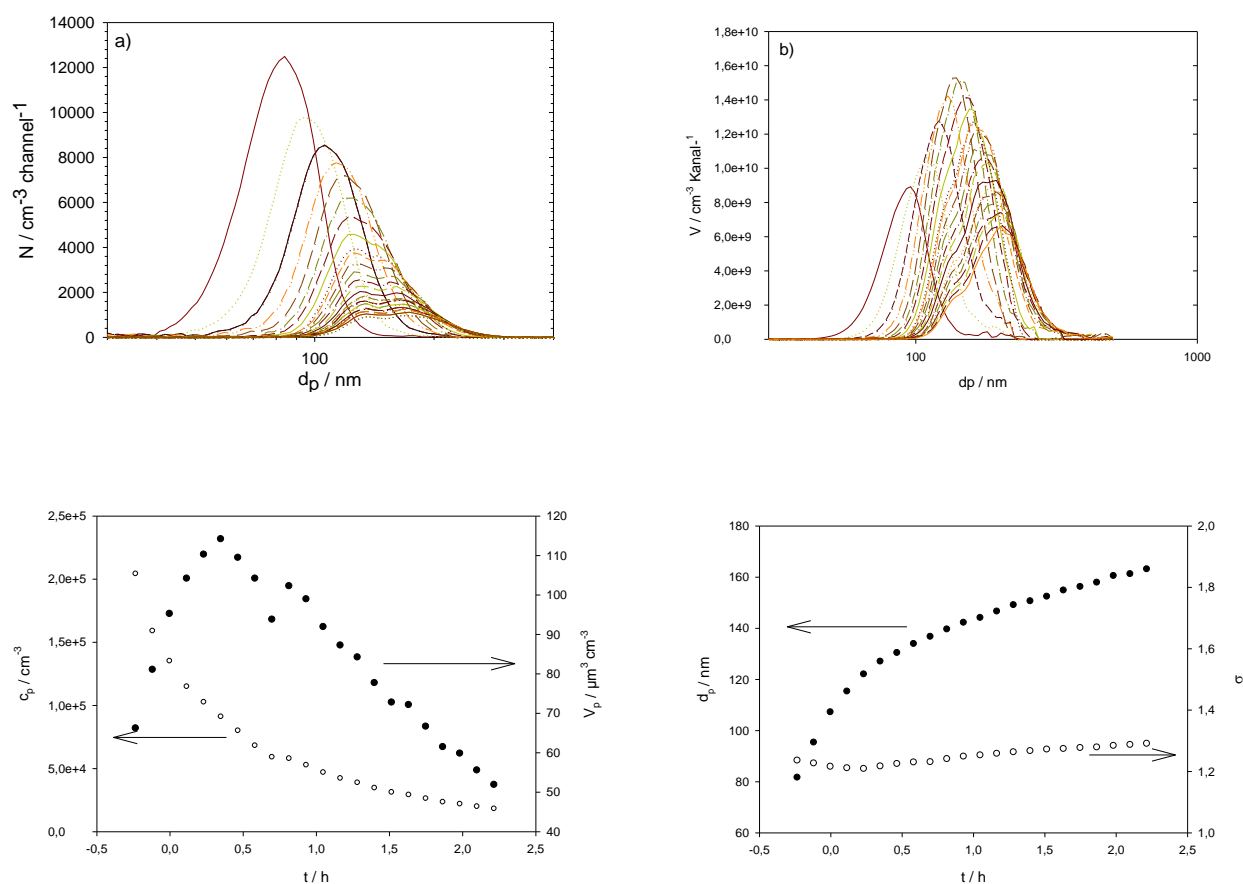 a)
14000
12000
10000
8000
6000
4000
2000
0
N / cm-3 channel-1
100
dp / nm
b)
1,8e+10
1,6e+10
1,4e+10
1,2e+10
1,0e+10
8,0e+9
6,0e+9
4,0e+9
2,0e+9
0,0
V / cm-3 Kanal-1
100 1000
dp / nm
2,5e+5
2,0e+5
1,5e+5
1,0e+5
5,0e+4
0,0
cp / cm-3
120
110
100
90
80
70
60
50
40
Vp / µm3 cm-3
-0,5 0,0 0,5 1,0 1,5 2,0 2,5
t / h
180
160
140
120
100
80
60
dp / nm
2,0
1,8
1,6
1,4
1,2
1,0
σ
-0,5 0,0 0,5 1,0 1,5 2,0 2,5
t / h